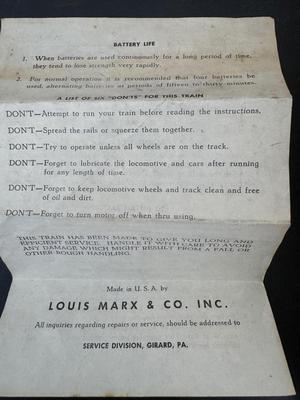 BATTERY LIFE
1. When batteries are used continuously for a long period of time,
they tend to lose strength very rapidly.
2. For normal operation it is recommended that four batteries be
used, alternating batteries at periods of fifteen to thirty minutes.
A LIST OF SIX "DON'TS" FOR THIS TRAIN
DON'T—Attempt to run your train before reading the instructions.
DON'T—Spread the rails or squeeze them together.
DON'T—Try to operate unless all wheels are on the track.
DON'T—Forget to lubricate the locomotive and cars after running
for any length of time.
DON'T—Forget to keep locomotive wheels and track clean and free
of oil and dirt.
DON'T—Forget to turn motor off when thru using.
THIS TRAIN HAS BEEN MADE TO GIVE YOU LONG AND
EFFICIENT SERVICE. HANDLE IT WITH CARE TO AVOID
ANY DAMAGE WHICH MIGHT RESULT FROM A FALL OR
OTHER ROUGH HANDLING.
Made in U. S. A. by
LOUIS MARX & CO. INC.
All inquiries regarding repairs or service, should be addressed to
SERVICE DIVISION, GIRARD, PA.